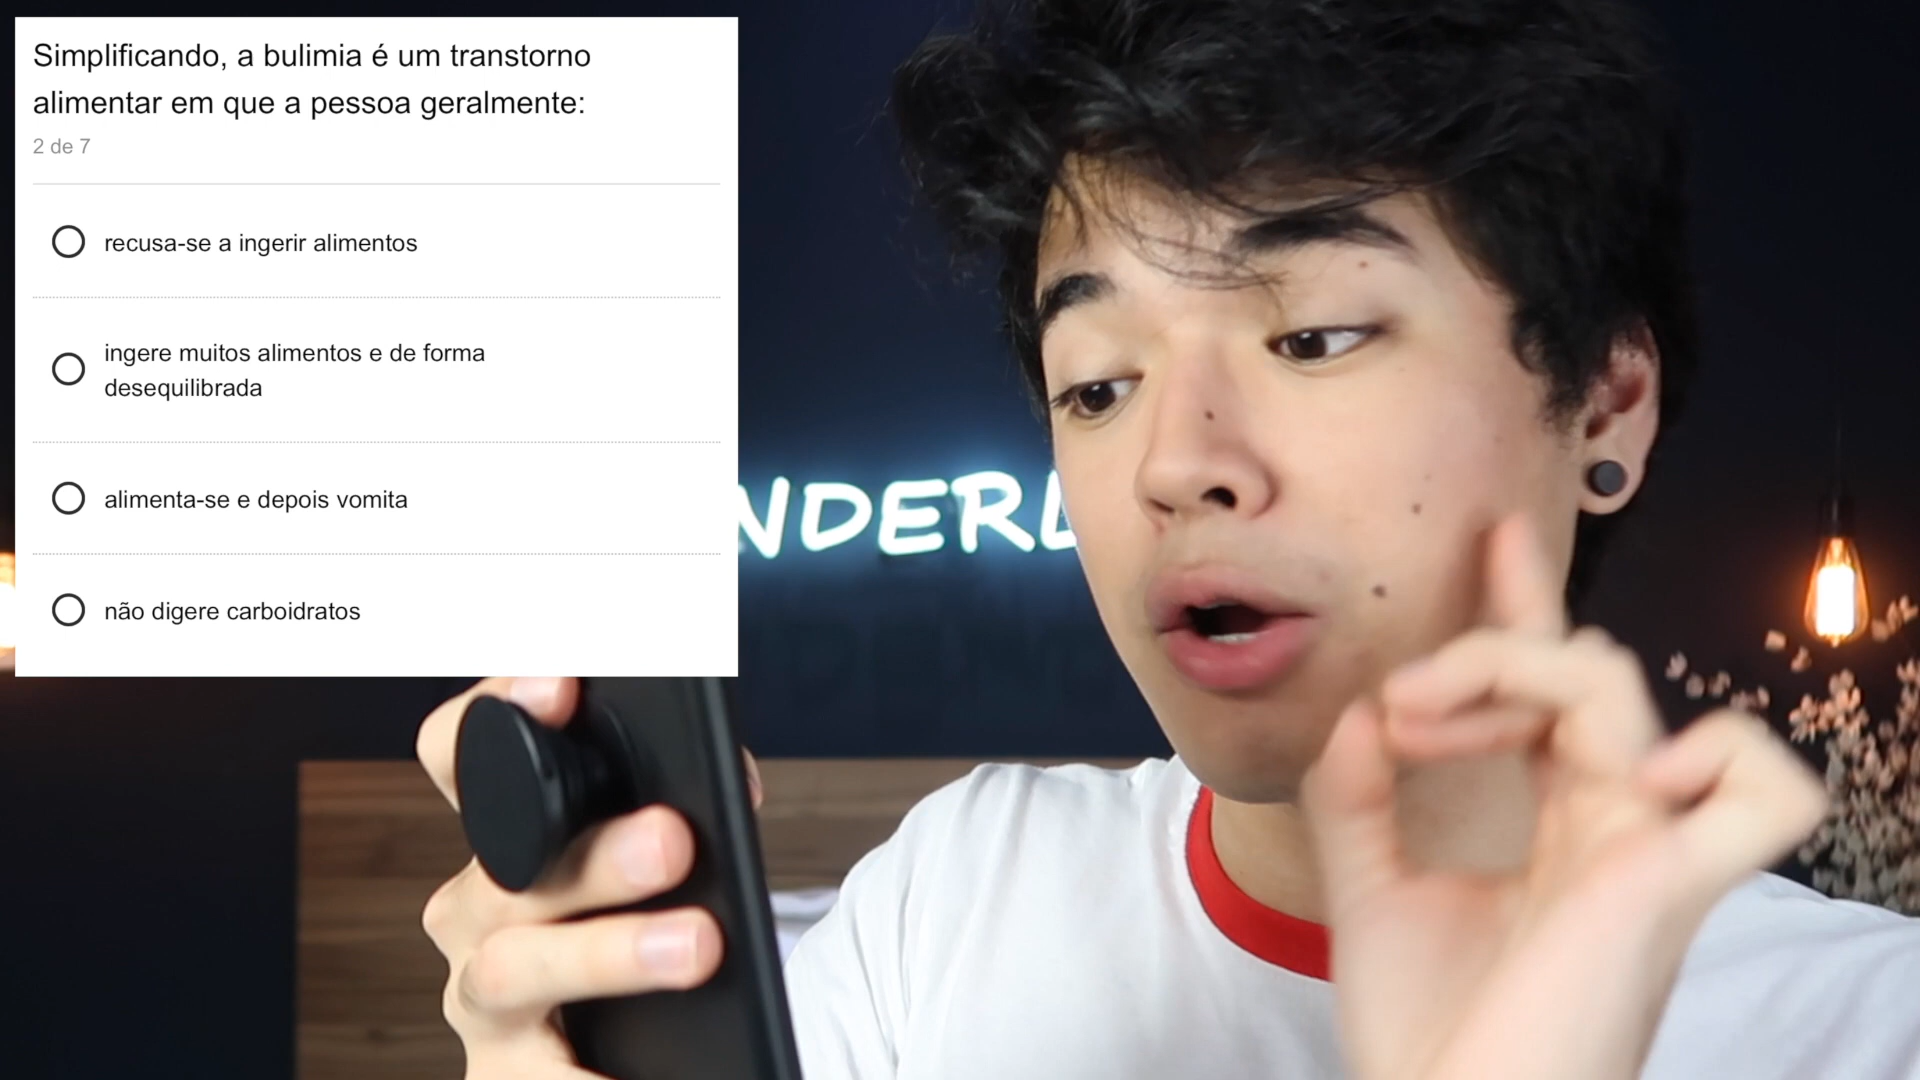 Simplificando, a bulimia é um transtorno
alimentar em que a pessoa geralmente:
2 de 7
recusa-se a ingerir alimentos
ingere muitos alimentos e de forma
desequilibrada
alimenta-se e depois vomita
não digere carboidratos
NDERL